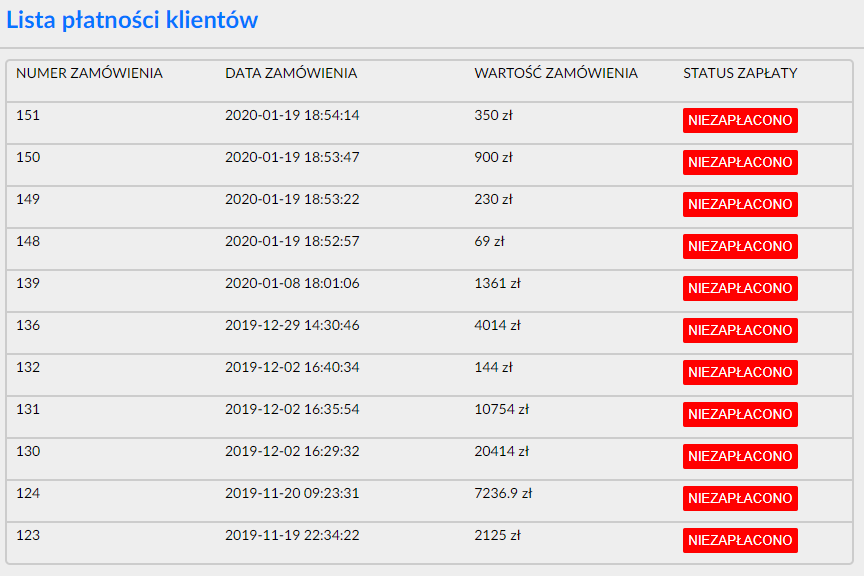 Lista płatności klientów
NUMER ZAMÓWIENIA DATA ZAMÓWIENIA WARTOŚĆ ZAMÓWIENIA STATUS ZAPŁATY
151 2020-01-19 18:54:14 350 zł NIEZAPŁACONO
150 2020-01-19 18:53:47 900 zł NIEZAPŁACONO
149 2020-01-19 18:53:22 230 zł NIEZAPŁACONO
148 2020-01-19 18:52:57 69 zł NIEZAPŁACONO
139 2020-01-08 18:01:06 1361 zł NIEZAPŁACONO
136 2019-12-29 14:30:46 4014 zł NIEZAPŁACONO
132 2019-12-02 16:40:34 144 zł NIEZAPŁACONO
131 2019-12-02 16:35:54 10754 zł NIEZAPŁACONO
130 2019-12-02 16:29:32 20414 zł NIEZAPŁACONO
124 2019-11-20 09:23:31 7236.9 zł NIEZAPŁACONO
123 2019-11-19 22:34:22 2125 zł NIEZAPŁACONO